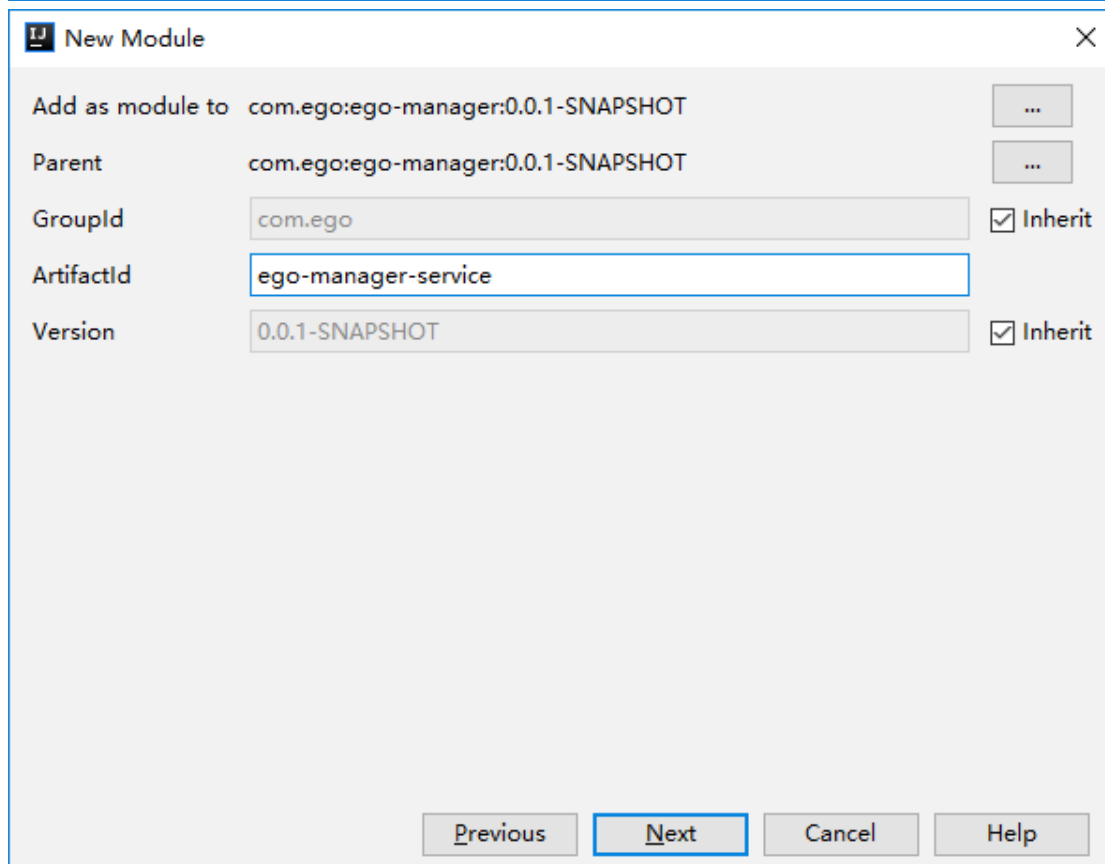 IJ New Module
Add as module to com.ego:ego-manager:0.0.1-SNAPSHOT ...
Parent com.ego:ego-manager:0.0.1-SNAPSHOT ...
GroupId com.ego Inherit
ArtifactId ego-manager-service
Version 0.0.1-SNAPSHOT Inherit
Previous Next Cancel Help